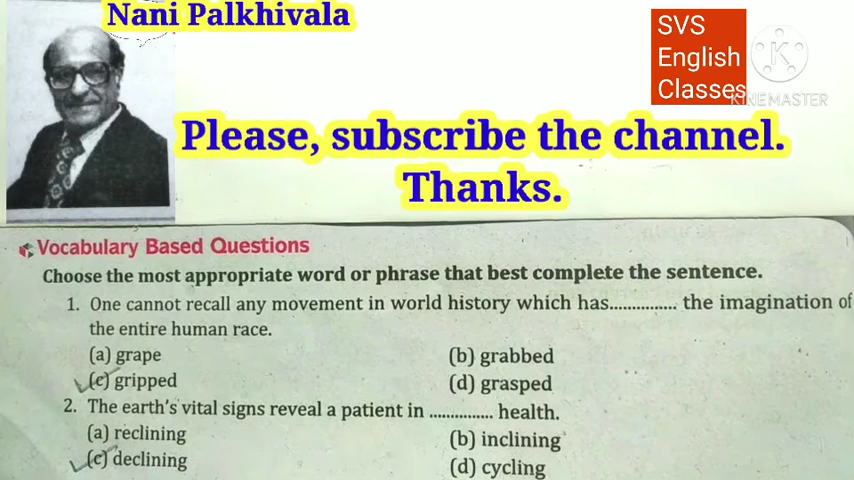 Nani Palkhivala
SVS
English
Classes
KINEMASTER
Please, subscribe the channel.
Thanks.
Vocabulary Based Questions
Choose the most appropriate word or phrase that best complete the sentence.
1. One cannot recall any movement in world history which has............... the imagination of
the entire human race.
(a) grape (b) grabbed
(c) gripped (d) grasped
2. The earth's vital signs reveal a patient in ............... health.
(a) reclining (b) inclining
(c) declining (d) cycling